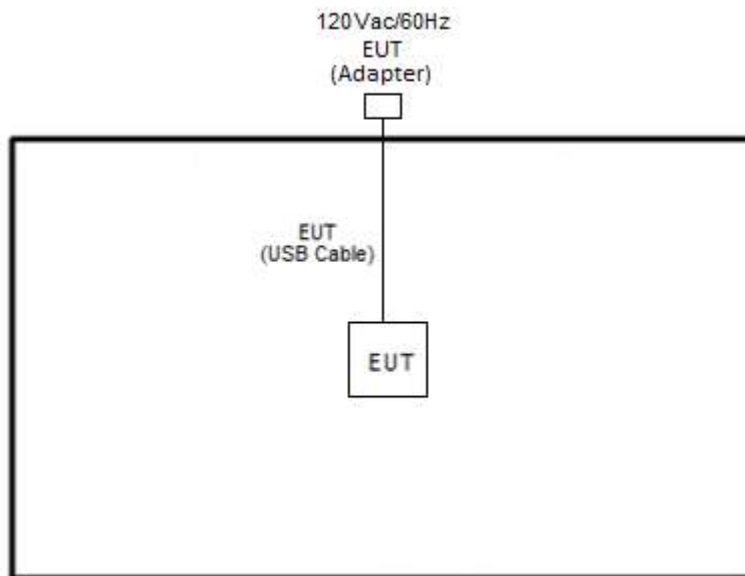 120Vac/60Hz
EUT
(Adapter)
EUT
(USB Cable)
EUT